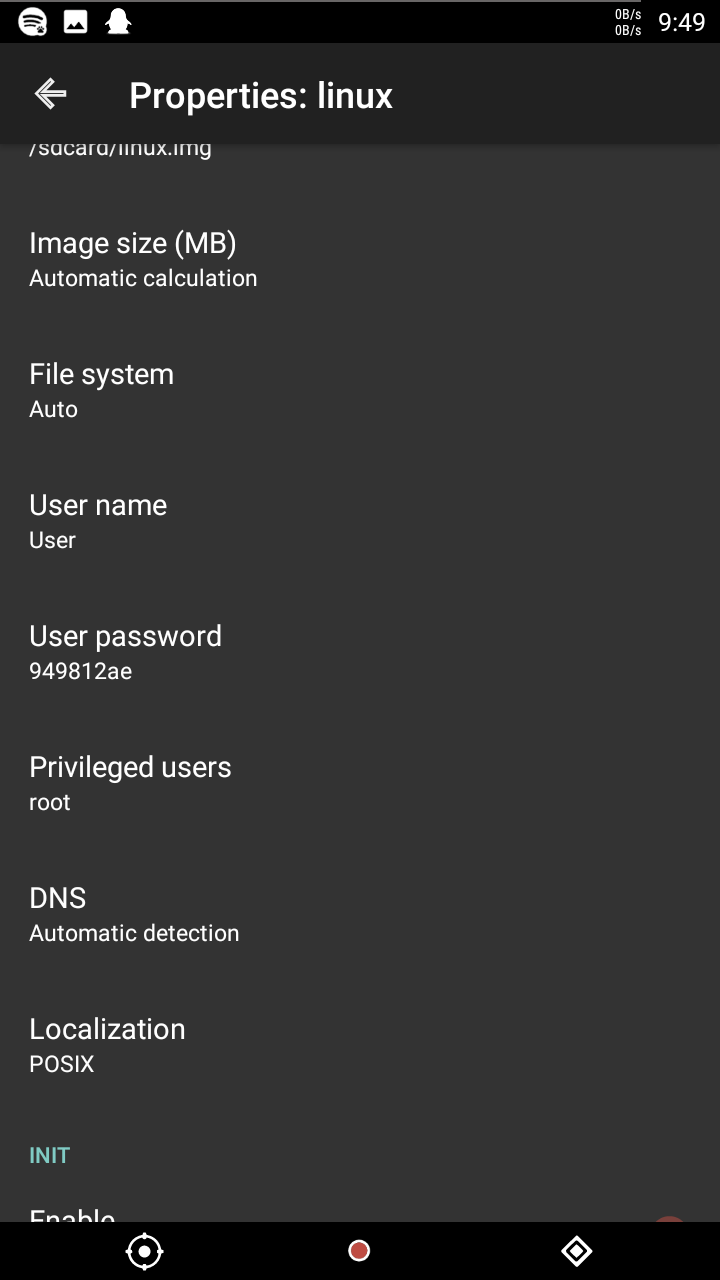 0B/s
0B/s
9:49
Properties: linux
/sdcard/linux.img
Image size (MB)
Automatic calculation
File system
Auto
User name
User
User password
949812ae
Privileged users
root
DNS
Automatic detection
Localization
POSIX
INIT
Enable